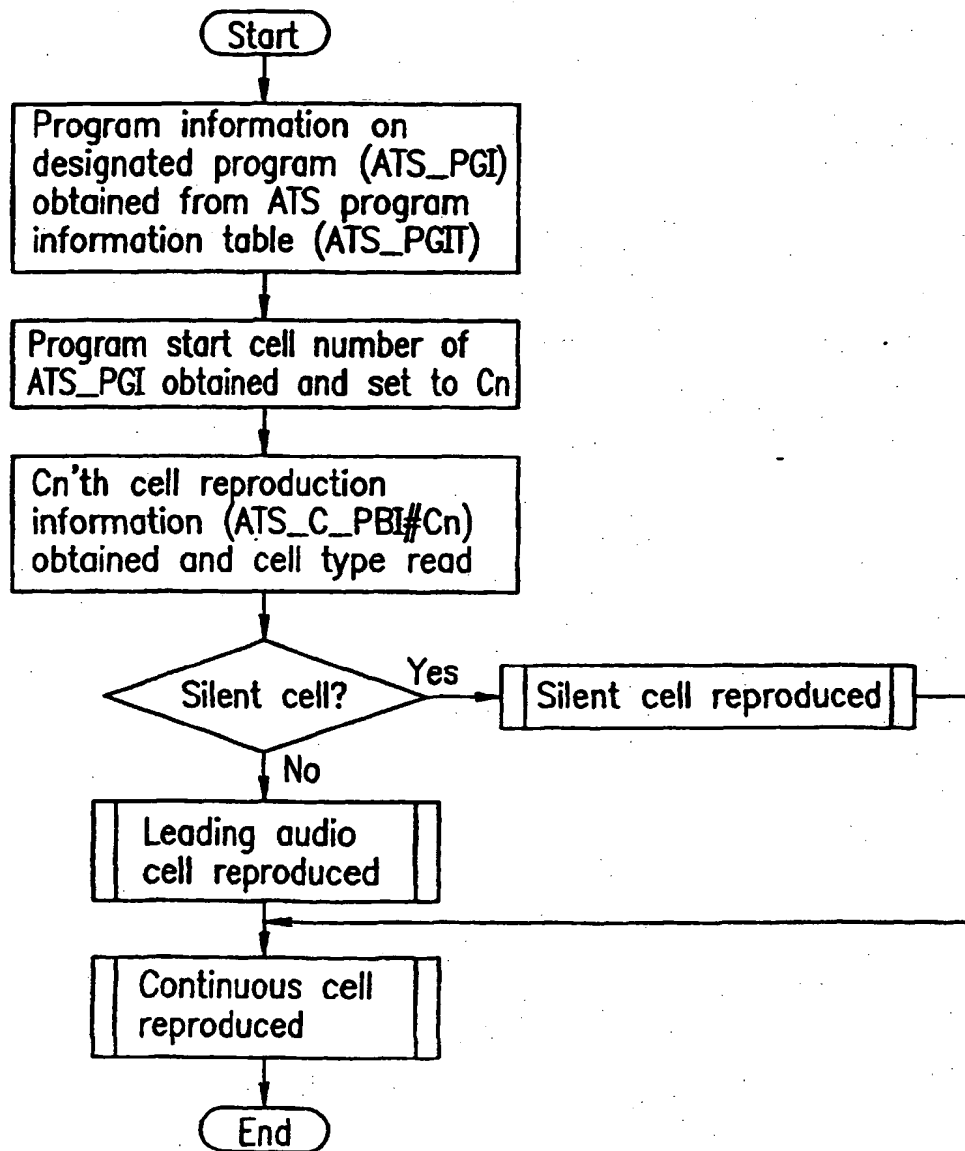 Start
Program information on
designated program (ATS_PGI)
obtained from ATS program
information table (ATS_PGIT)
Program start cell number of
ATS_PGI obtained and set to Cn
Cn'th cell reproduction
information (ATS_C_PBI#Cn)
obtained and cell type read
Silent cell?
Yes
Silent cell reproduced
No
Leading audio
cell reproduced
Continuous cell
reproduced
End